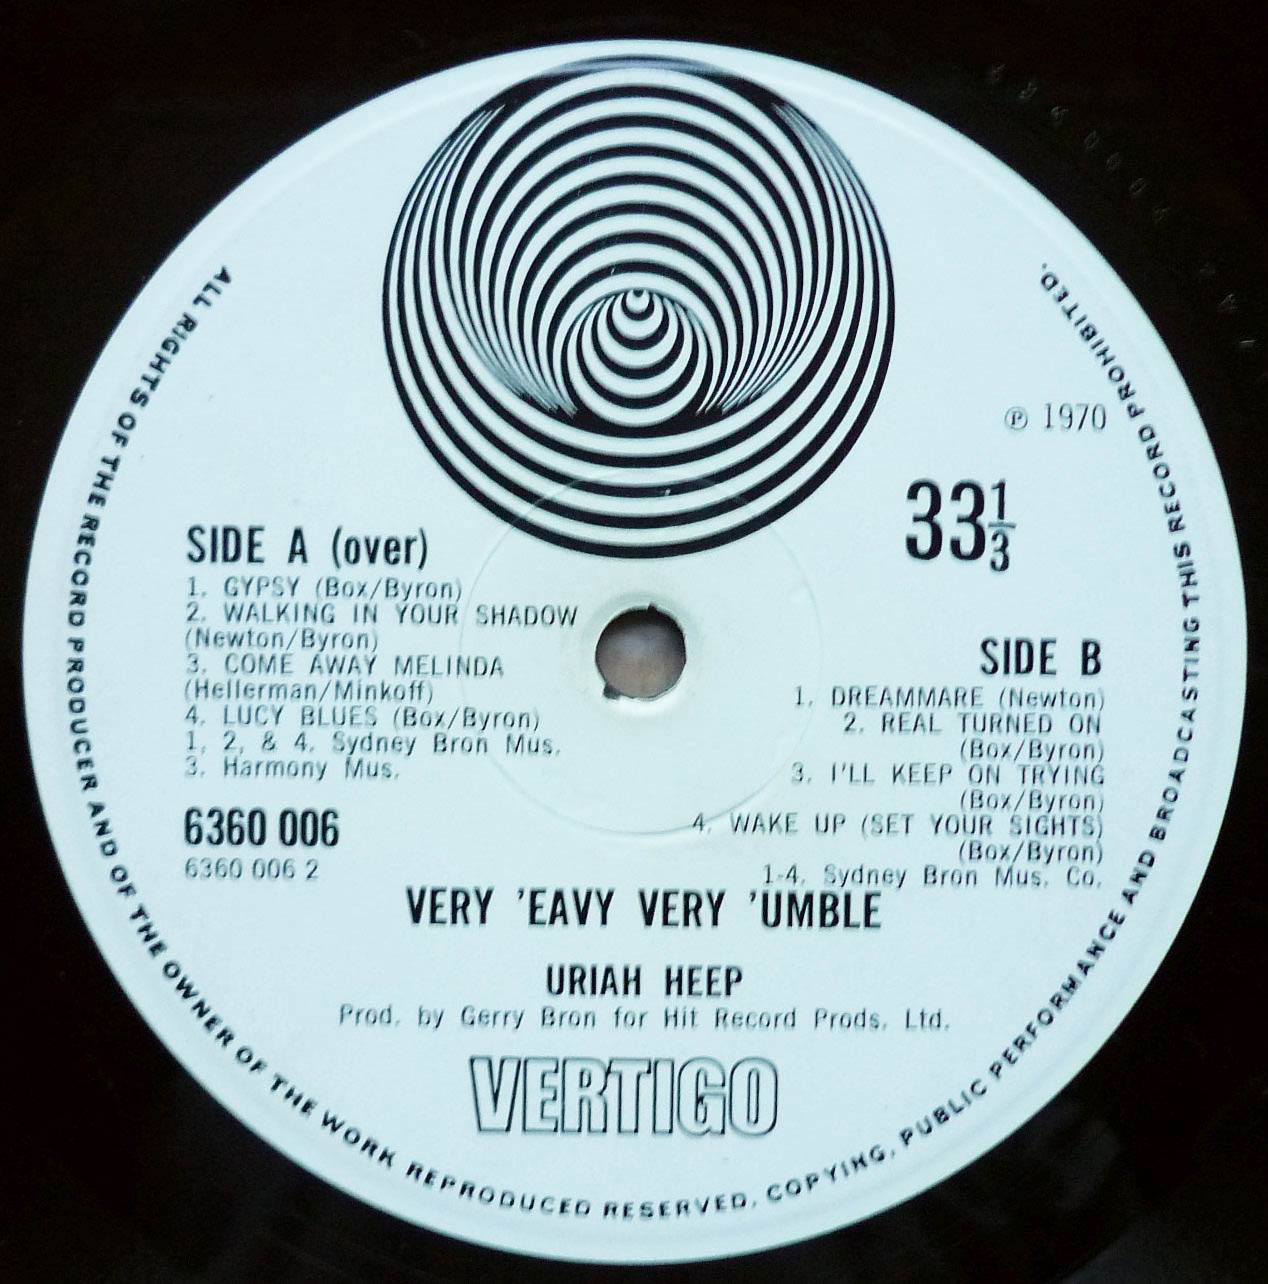 ALL RIGHTS OF THE RECORD PRODUCER AND OF THE OWNER OF THE WORK REPRODUCED RESERVED. COPYING, PUBLIC PERFORMANCE AND BROADCASTING THIS RECORD PROHIBITED.
℗ 1970
33 1/3
SIDE A (over)
1. GYPSY (Box/Byron)
2. WALKING IN YOUR SHADOW
(Newton/Byron)
3. COME AWAY MELINDA
(Hellerman/Minkoff)
4. LUCY BLUES (Box/Byron)
1, 2, & 4. Sydney Bron Mus.
3. Harmony Mus.
6360 006
6360 006 2
SIDE B
1. DREAMMARE (Newton)
2. REAL TURNED ON
(Box/Byron)
3. I'LL KEEP ON TRYING
(Box/Byron)
4. WAKE UP (SET YOUR SIGHTS)
(Box/Byron)
1-4. Sydney Bron Mus. Co.
VERY 'EAVY VERY 'UMBLE
URIAH HEEP
Prod. by Gerry Bron for Hit Record Prods. Ltd.
VERTIGO